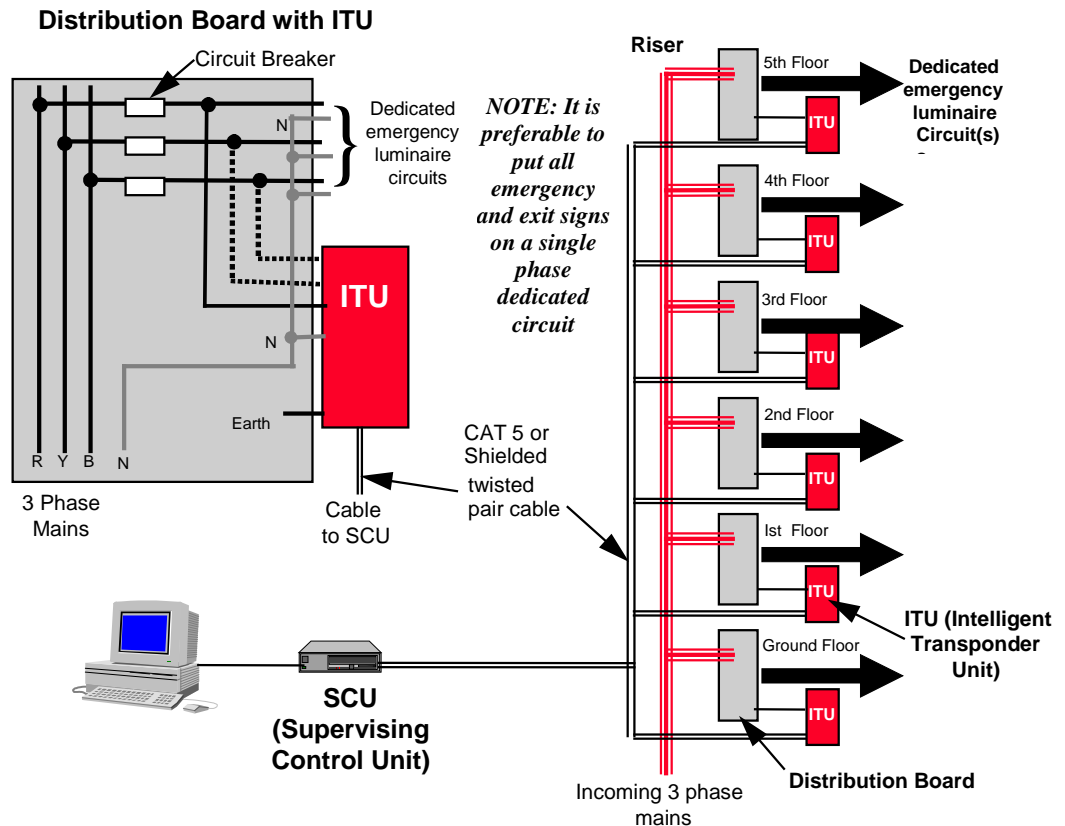 Distribution Board with ITU
Circuit Breaker
N
Dedicated
emergency
luminaire
circuits
ITU
N
Earth
R Y B N
3 Phase
Mains
Cable
to SCU
NOTE: It is
preferable to
put all
emergency
and exit signs
on a single
phase
dedicated
circuit
CAT 5 or
Shielded
twisted
pair cable
SCU
(Supervising
Control Unit)
Riser
5th Floor
ITU
Dedicated
emergency
luminaire
Circuit(s)
4th Floor
ITU
3rd Floor
ITU
2nd Floor
ITU
Ist Floor
ITU
ITU (Intelligent
Transponder
Unit)
Ground Floor
ITU
Distribution Board
Incoming 3 phase
mains